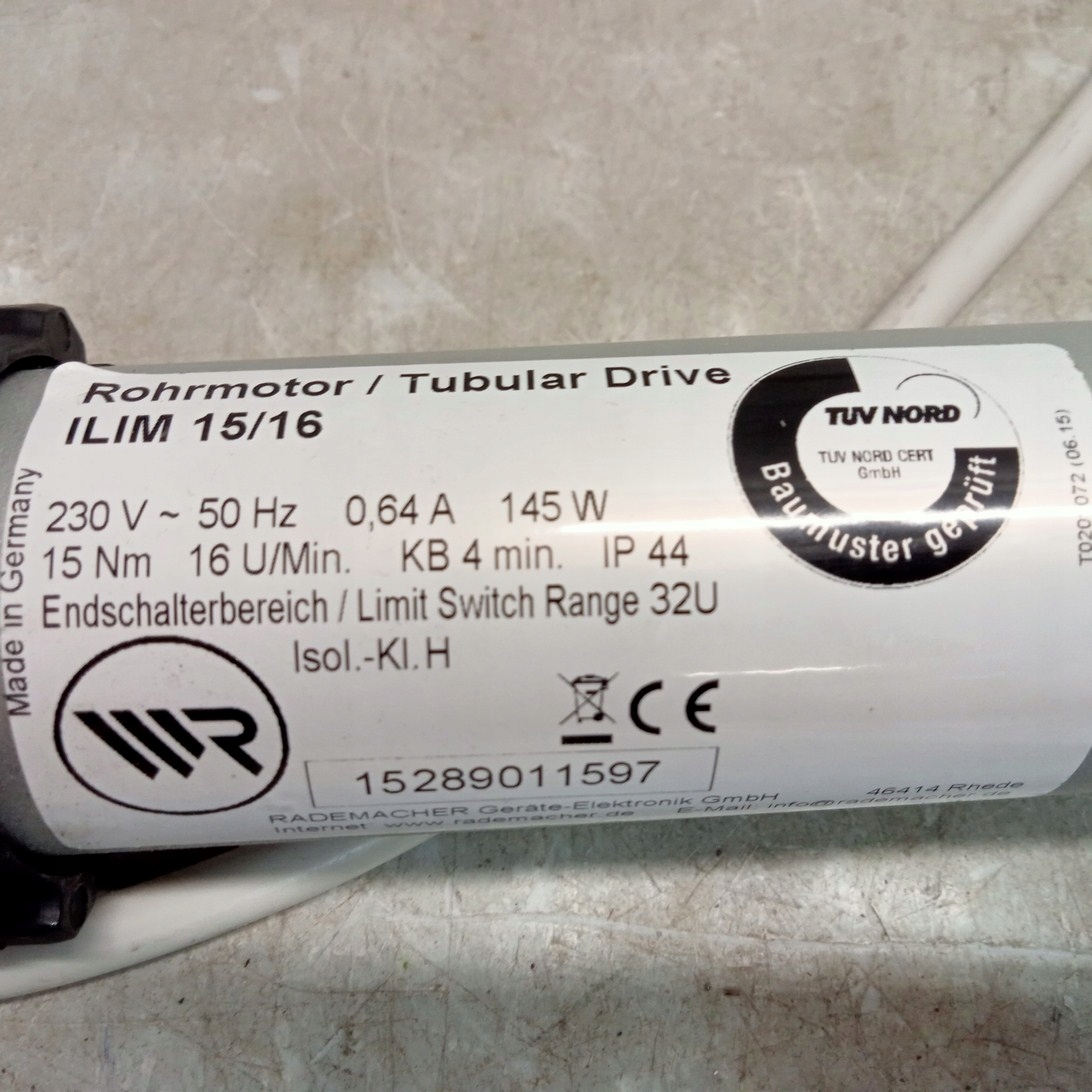 Rohrmotor / Tubular Drive
ILIM 15/16
230 V ~ 50 Hz 0,64 A 145 W
15 Nm 16 U/Min. KB 4 min. IP 44
Endschalterbereich / Limit Switch Range 32U
Isol.-Kl. H
Made in Germany
TUV NORD
TUV NORD CERT
GmbH
Baumuster geprüft
072 (06.15)
WR
CE
15289011597
RADEMACHER Geräte-Elektronik GmbH 46414 Rhede
Internet www.rademacher.de E-Mail: info@rademacher.de